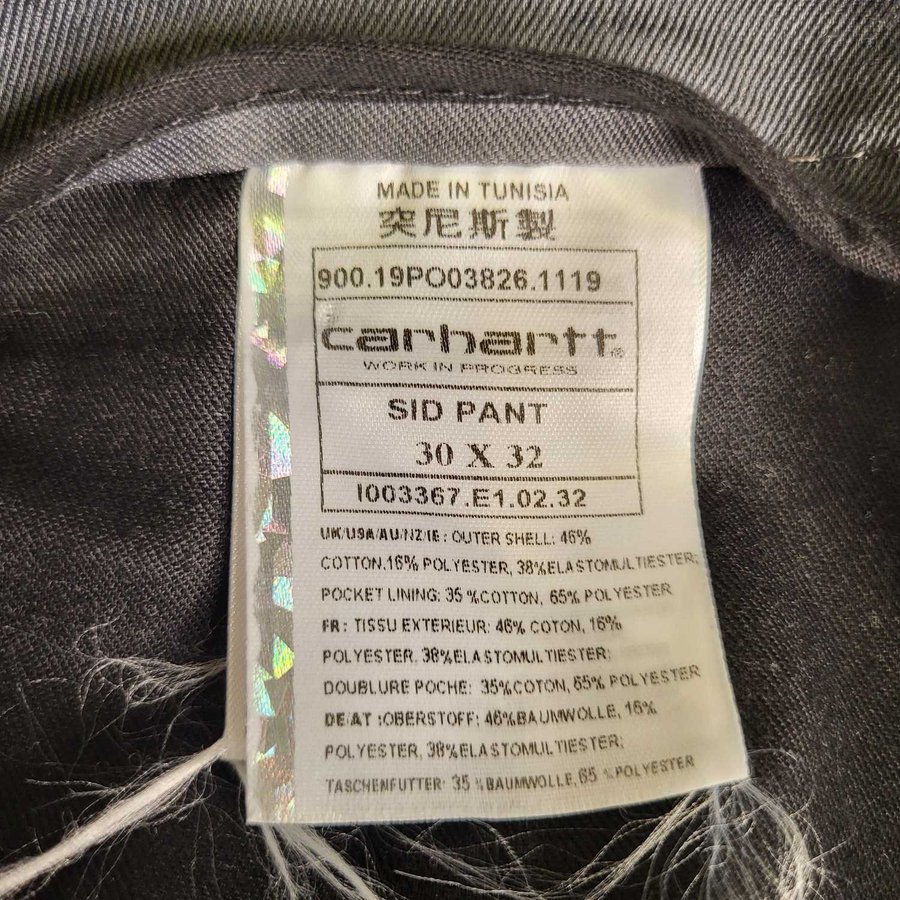 MADE IN TUNISIA
突尼斯製
900.19PO03826.1119
carhartt®
WORK IN PROGRESS
SID PANT
30 X 32
I003367.E1.02.32
UK/USA/AU/NZ/IE: OUTER SHELL: 46%
COTTON.16% POLYESTER, 38%ELASTOMULTIESTER;
POCKET LINING: 35 %COTTON, 65% POLYESTER
FR: TISSU EXTERIEUR: 46% COTON, 16%
POLYESTER, 38%ELASTOMULTIESTER;
DOUBLURE POCHE: 35%COTON, 65% POLYESTER
DE/AT :OBERSTOFF: 46%BAUMWOLLE, 16%
POLYESTER, 38%ELASTOMULTIESTER;
TASCHENFUTTER: 35 %BAUMWOLLE, 65 %POLYESTER